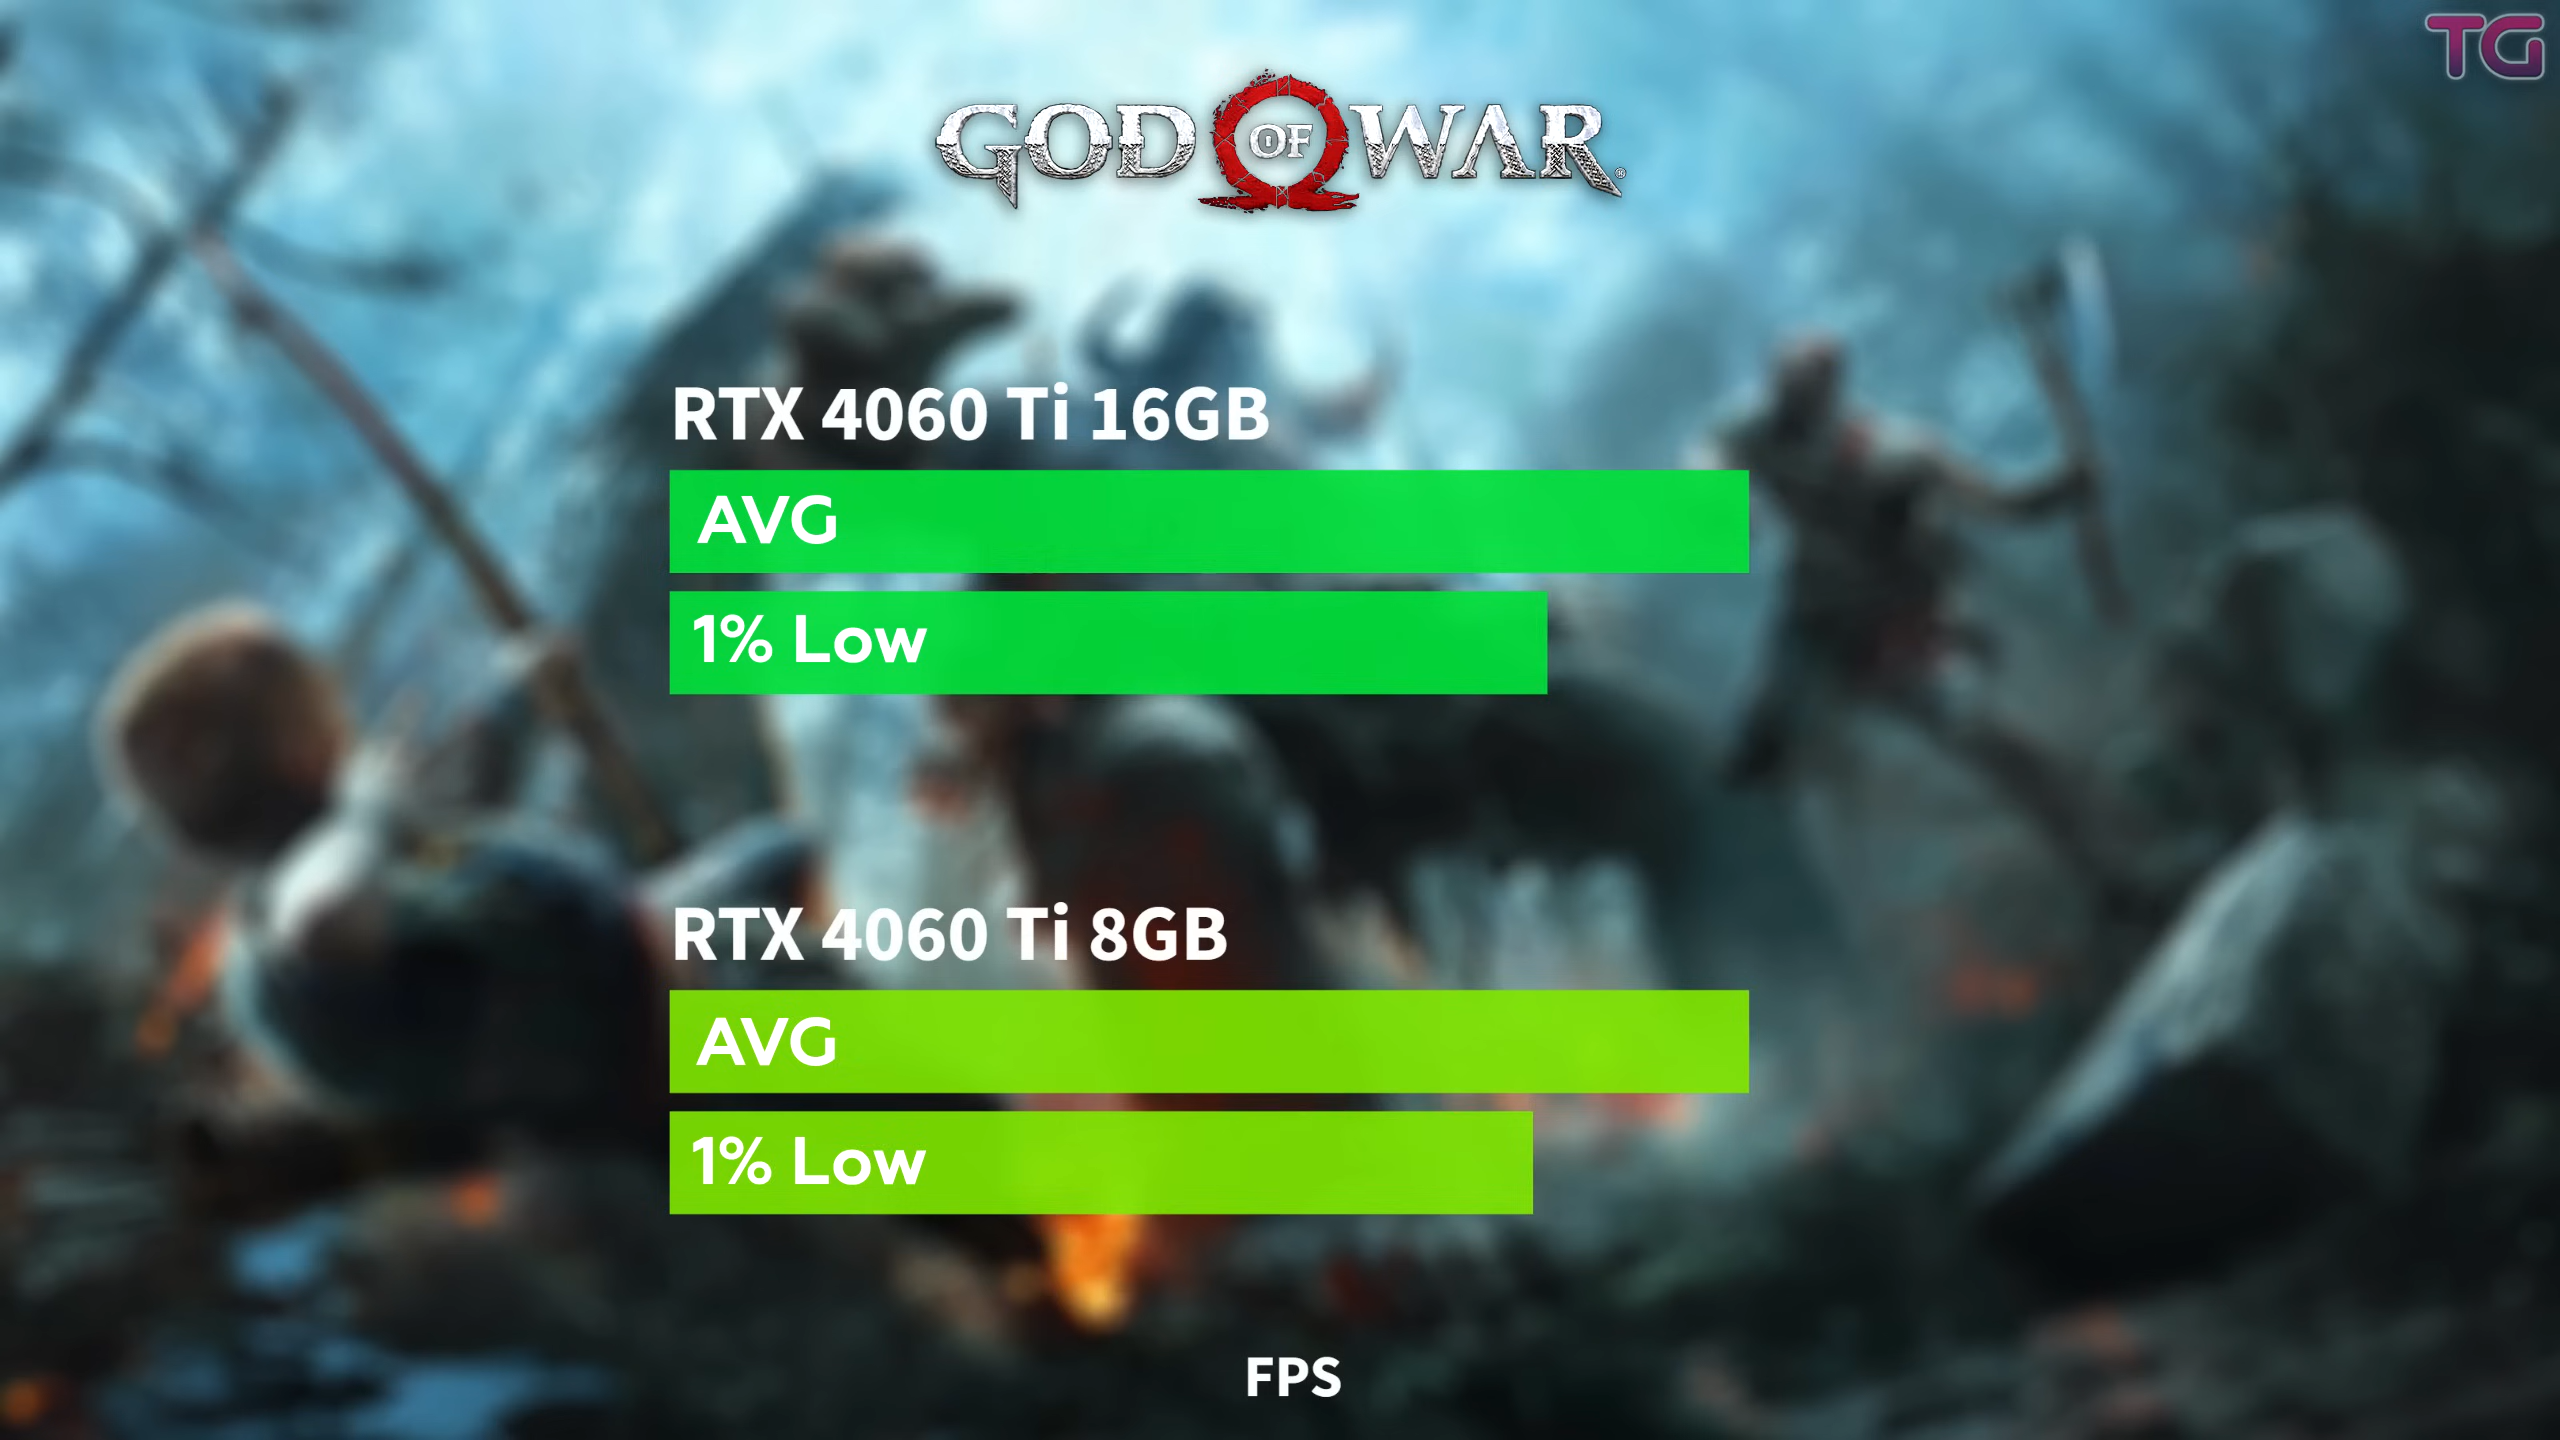 TG
GOD OF WAR®
RTX 4060 Ti 16GB
AVG
1% Low
RTX 4060 Ti 8GB
AVG
1% Low
FPS